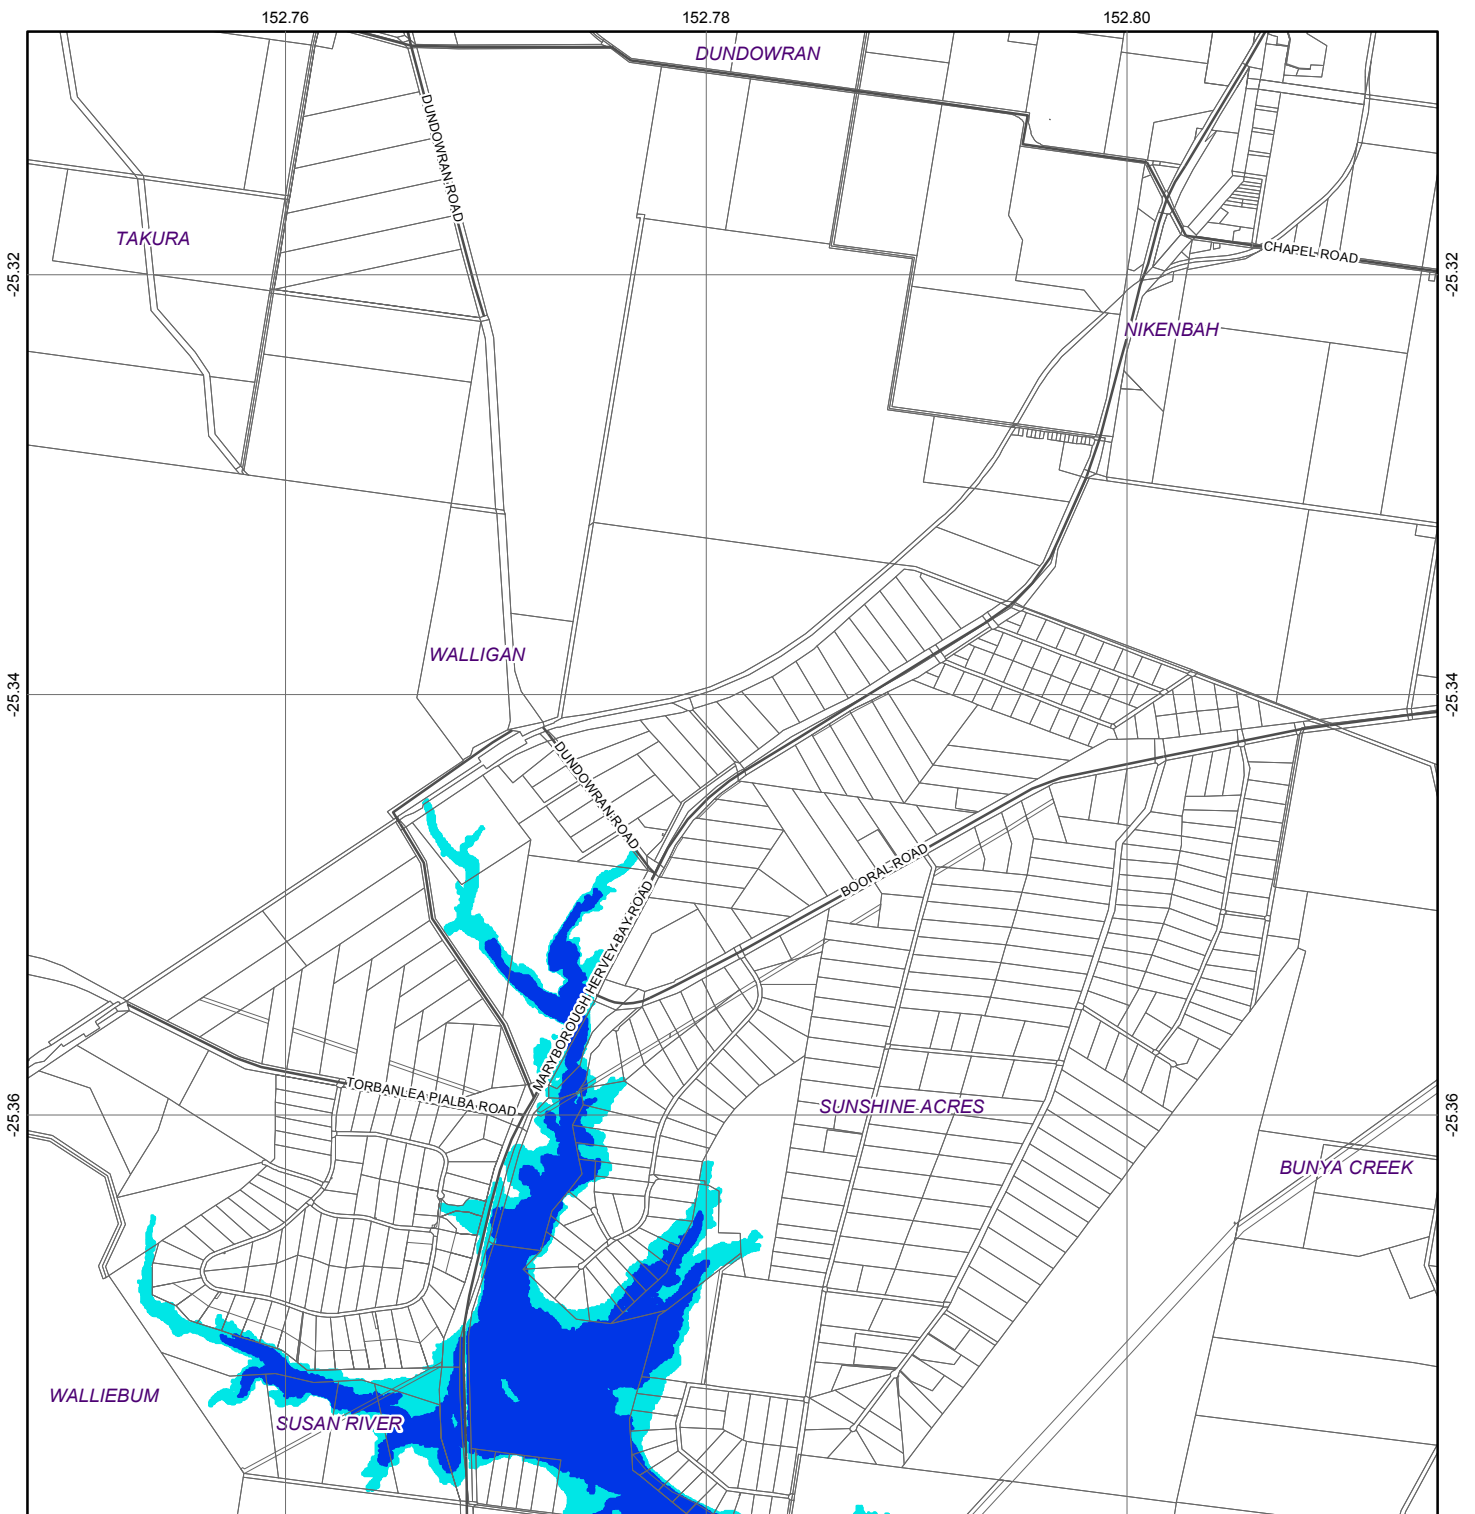 152.76
152.78
152.80
DUNDOWRAN
DUNDOWRAN ROAD
TAKURA
CHAPEL ROAD
-25.32
-25.32
NIKENBAH
WALLIGAN
-25.34
-25.34
DUNDOWRAN ROAD
BOORAL ROAD
MARYBOROUGH HERVEY BAY ROAD
TORBANLEA PIALBA ROAD
SUNSHINE ACRES
-25.36
-25.36
BUNYA CREEK
WALLIEBUM
SUSAN RIVER